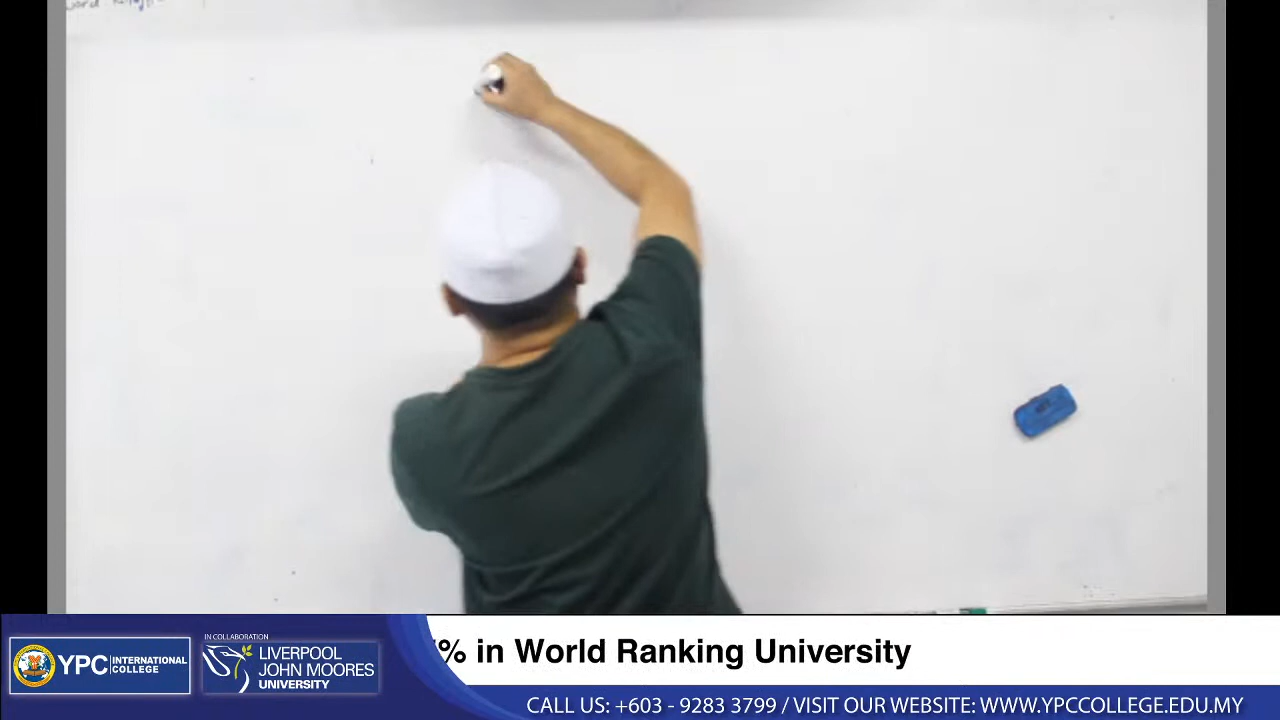 % in World Ranking University
YPC INTERNATIONAL COLLEGE
IN COLLABORATION
LIVERPOOL
JOHN MOORES
UNIVERSITY
CALL US: +603 - 9283 3799 / VISIT OUR WEBSITE: WWW.YPCCOLLEGE.EDU.MY